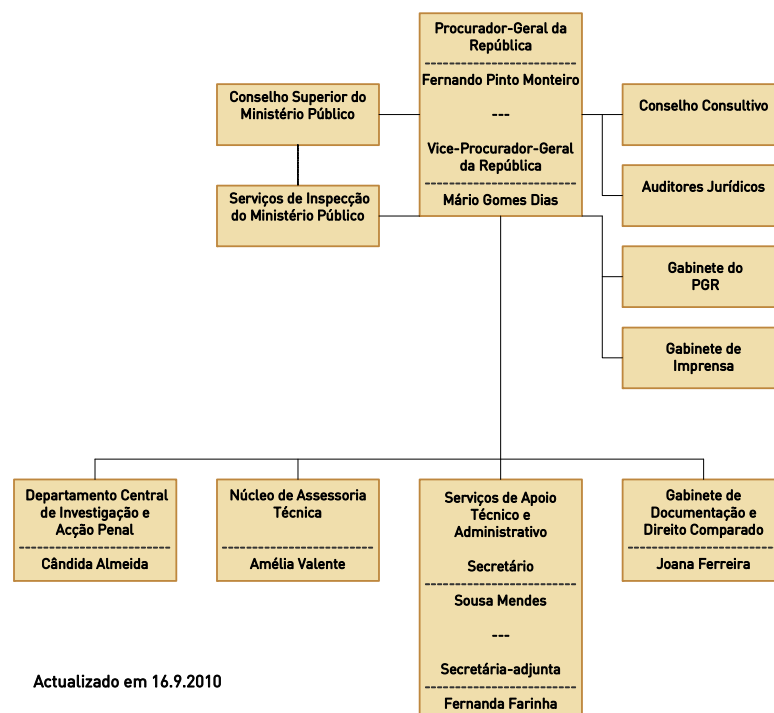 Procurador-Geral da
República
Fernando Pinto Monteiro
---
Vice-Procurador-Geral
da República
Mário Gomes Dias
Conselho Superior do
Ministério Público
Serviços de Inspecção
do Ministério Público
Conselho Consultivo
Auditores Jurídicos
Gabinete do
PGR
Gabinete de
Imprensa
Departamento Central
de Investigação e
Acção Penal
Cândida Almeida
Núcleo de Assessoria
Técnica
Amélia Valente
Serviços de Apoio
Técnico e
Administrativo
Secretário
Sousa Mendes
---
Secretária-adjunta
Fernanda Farinha
Gabinete de
Documentação e
Direito Comparado
Joana Ferreira
Actualizado em 16.9.2010